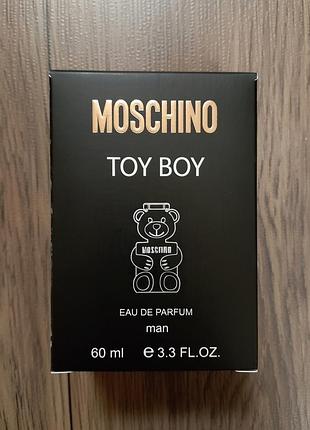 MOSCHINO
TOY BOY
MOSCHINO
EAU DE PARFUM
man
60 ml e 3.3 FL.OZ.